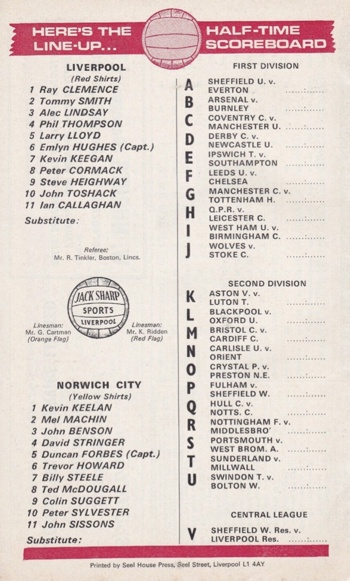 HERE'S THE
LINE-UP...
HALF-TIME
SCOREBOARD
LIVERPOOL
(Red Shirts)
1 Ray CLEMENCE
2 Tommy SMITH
3 Alec LINDSAY
4 Phil THOMPSON
5 Larry LLOYD
6 Emlyn HUGHES (Capt.)
7 Kevin KEEGAN
8 Peter CORMACK
9 Steve HEIGHWAY
10 John TOSHACK
11 Ian CALLAGHAN
Substitute:
Referee:
Mr. R. Tinkler, Boston, Lincs.
JACK SHARP
SPORTS
LIVERPOOL
Linesman:
Mr. G. Cartman
(Orange Flag)
Linesman:
Mr. K. Ridden
(Red Flag)
NORWICH CITY
(Yellow Shirts)
1 Kevin KEELAN
2 Mel MACHIN
3 John BENSON
4 David STRINGER
5 Duncan FORBES (Capt.)
6 Trevor HOWARD
7 Billy STEELE
8 Ted McDOUGALL
9 Colin SUGGETT
10 Peter SYLVESTER
11 John SISSONS
Substitute:
FIRST DIVISION
A SHEFFIELD U. v.
EVERTON ........:........
B ARSENAL v.
BURNLEY ........:........
C COVENTRY C. v.
MANCHESTER U. ........:........
D DERBY C. v.
NEWCASTLE U. ........:........
E IPSWICH T. v.
SOUTHAMPTON ........:........
F LEEDS U. v.
CHELSEA ........:........
G MANCHESTER C. v.
TOTTENHAM H. ........:........
H Q.P.R. v.
LEICESTER C. ........:........
I WEST HAM U. v.
BIRMINGHAM C. ........:........
J WOLVES v.
STOKE C. ........:........
SECOND DIVISION
K ASTON V. v.
LUTON T. ........:........
L BLACKPOOL v.
OXFORD U. ........:........
M BRISTOL C. v.
CARDIFF C. ........:........
N CARLISLE U. v.
ORIENT ........:........
O CRYSTAL P. v.
PRESTON N.E. ........:........
P FULHAM v.
SHEFFIELD W. ........:........
Q HULL C. v.
NOTTS. C. ........:........
R NOTTINGHAM F. v.
MIDDLESBRO' ........:........
S PORTSMOUTH v.
WEST BROM. A. ........:........
T SUNDERLAND v.
MILLWALL ........:........
U SWINDON T. v.
BOLTON W. ........:........
CENTRAL LEAGUE
V SHEFFIELD W. Res. v.
LIVERPOOL Res. ........:........
Printed by Seel House Press, Seel Street, Liverpool L1 4AY